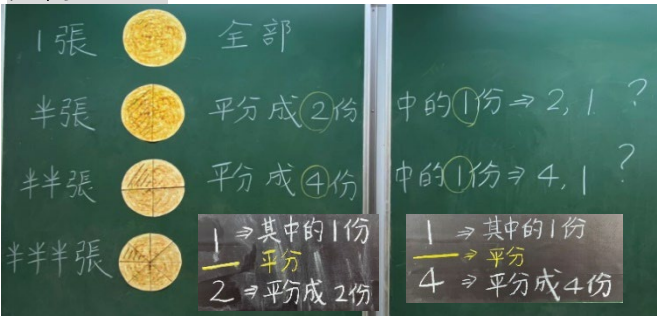 1張 全部
半張 平分成2份中的1份⇒2,1 ?
半半張 平分成4份中的1份⇒4,1 ?
半半半張
1 ⇒其中的1份
⇒平分
2 ⇒平分成2份
1 ⇒其中的1份
⇒平分
4 ⇒平分成4份